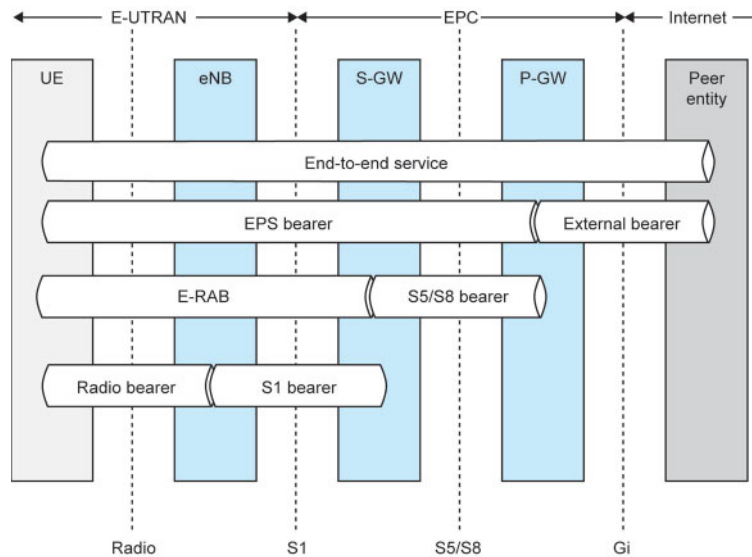 E-UTRAN EPC Internet
UE eNB S-GW P-GW Peer
entity
End-to-end service
EPS bearer External bearer
E-RAB S5/S8 bearer
Radio bearer S1 bearer
Radio S1 S5/S8 Gi